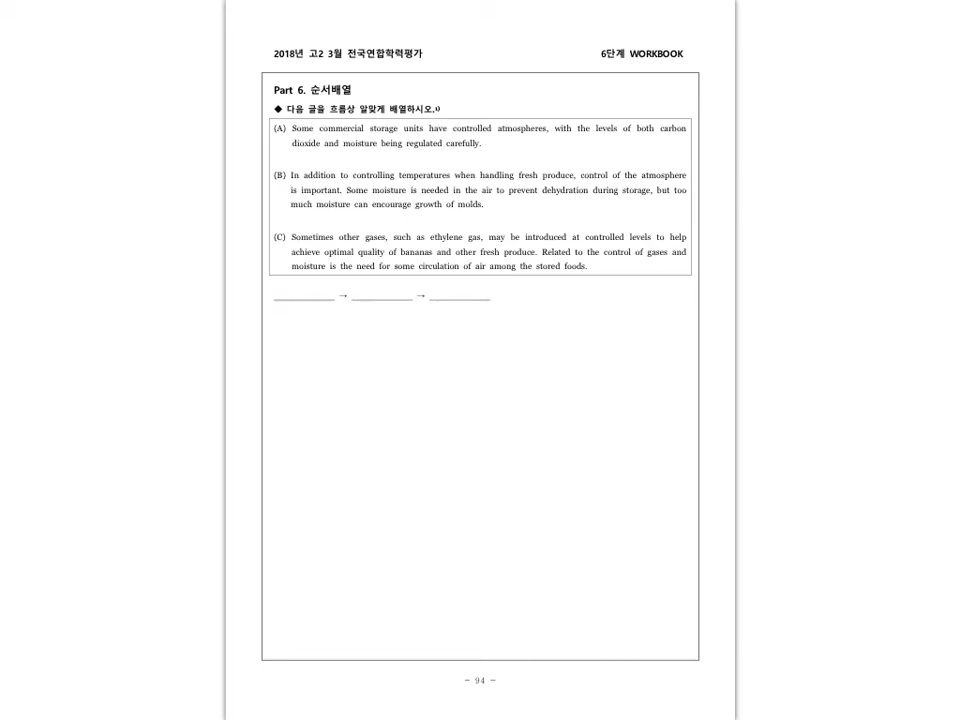 2018년 고2 3월 전국연합학력평가 6단계 WORKBOOK
Part 6. 순서배열
◆ 다음 글을 흐름상 알맞게 배열하시오.1)
(A) Some commercial storage units have controlled atmospheres, with the levels of both carbon
dioxide and moisture being regulated carefully.
(B) In addition to controlling temperatures when handling fresh produce, control of the atmosphere
is important. Some moisture is needed in the air to prevent dehydration during storage, but too
much moisture can encourage growth of molds.
(C) Sometimes other gases, such as ethylene gas, may be introduced at controlled levels to help
achieve optimal quality of bananas and other fresh produce. Related to the control of gases and
moisture is the need for some circulation of air among the stored foods.
____________ → ____________ → ____________
- 94 -